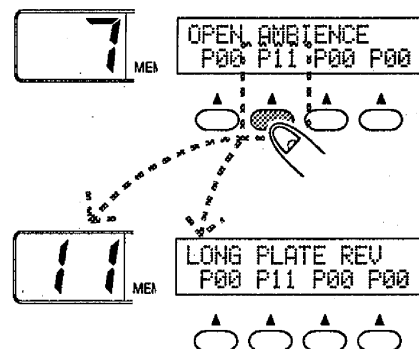 7
MEM
OPEN AMBIENCE
P00 P11 P00 P00
11
MEM
LONG PLATE REV
P00 P11 P00 P00